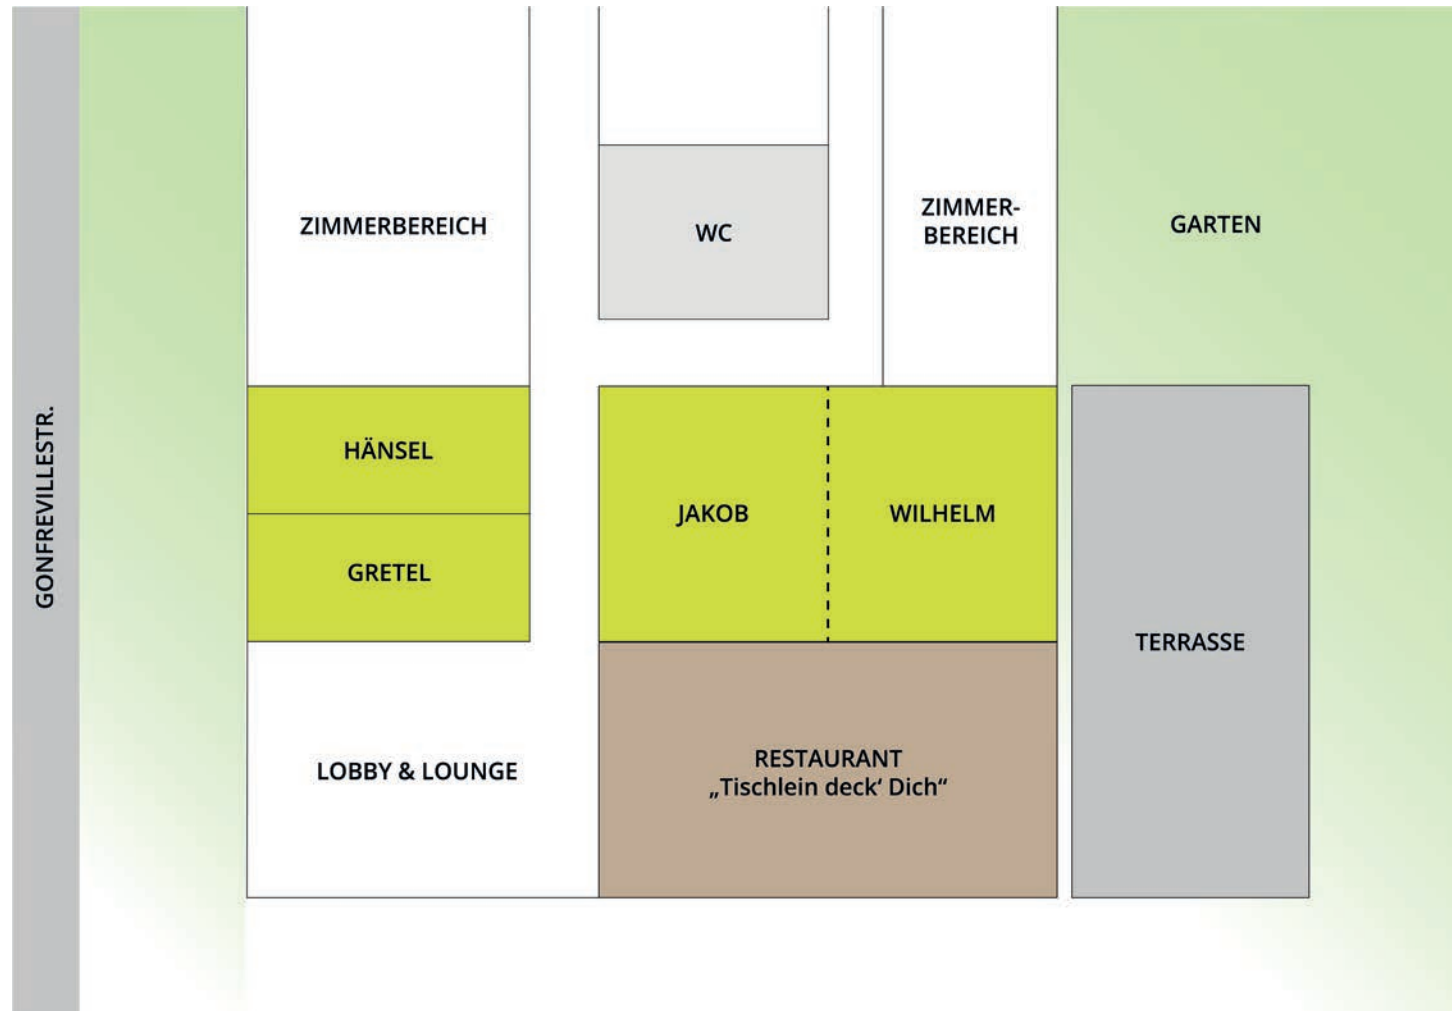 ZIMMERBEREICH
WC
ZIMMER-
BEREICH
GARTEN
GONFREVILLESTR.
HÄNSEL
GRETEL
JAKOB
WILHELM
TERRASSE
LOBBY & LOUNGE
RESTAURANT
„Tischlein deck‘ Dich“